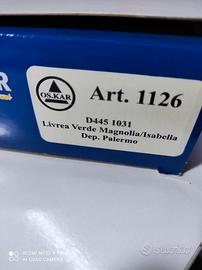 R
OS.KAR
Art. 1126
D445 1031
Livrea Verde Magnolia/Isabella
Dep. Palermo
REDMI NOTE 8 PRO
AI QUAD CAMERA
subito